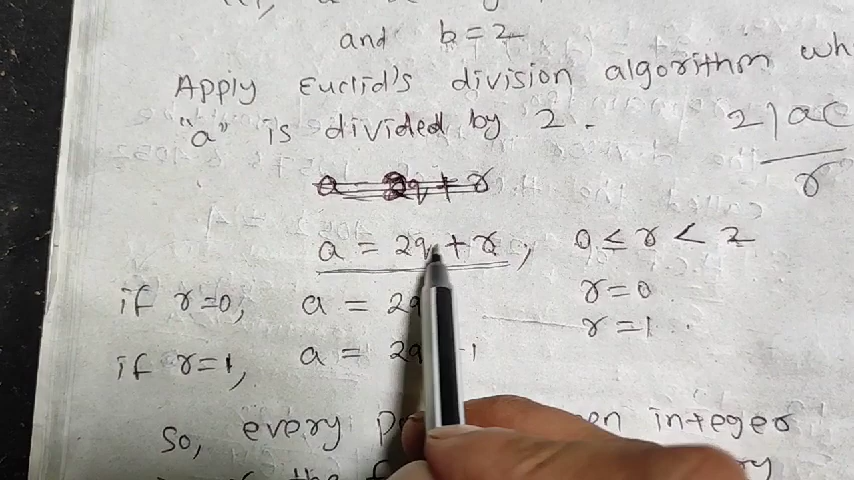 and b=2
Apply Euclid's division algorithm
"a" is divided by 2. 2)a(
r
a = 2q + r
a = 2q + r, 0 ≤ r < 2
if r=0, a = 2q r=0
r=1
if r=1, a = 2q 1
So, every integer